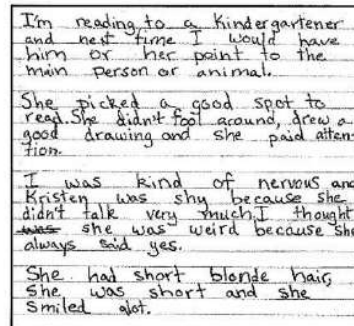 I'm reading to a kindergartener
and next time I would have
him or her point to the
main person or animal.
She picked a good spot to
read. She didn't fool around, drew a
good drawing and she paid atten-
tion.
I was kind of nervous and
Kristen was shy because she
didn't talk very much. I thought
was she was weird because she
always said yes.
She had short blonde hair,
She was short and she
smiled alot.